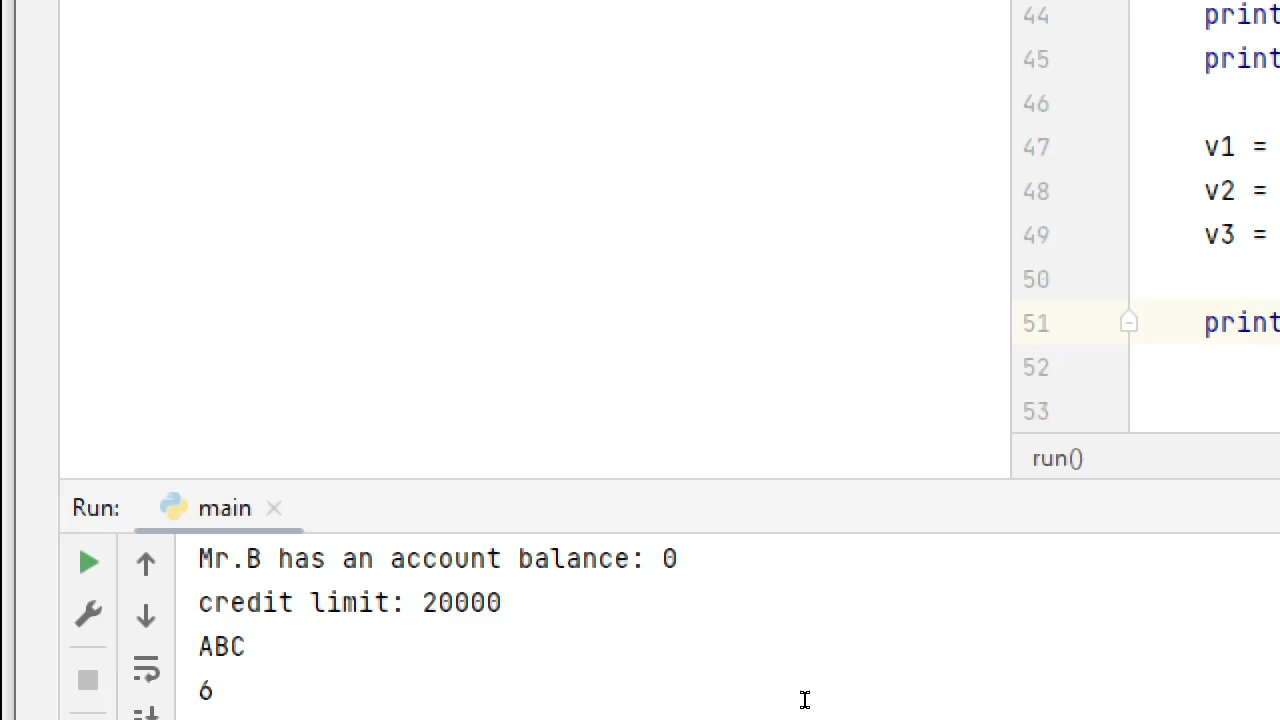 44 print
45 print
46
47 v1 =
48 v2 =
49 v3 =
50
51 print
52
53
run()
Run: main
Mr.B has an account balance: 0
credit limit: 20000
ABC
6